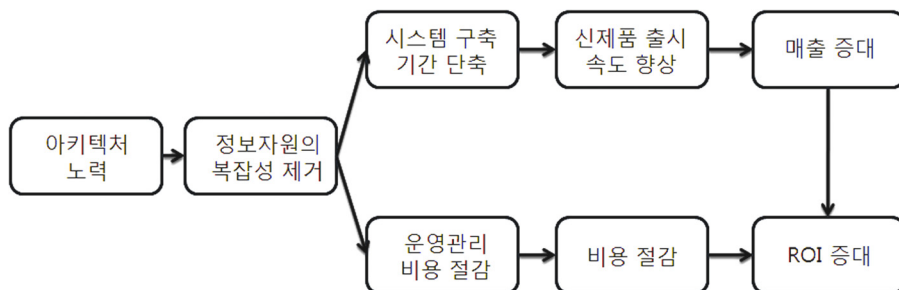 아키텍처
노력
정보자원의
복잡성 제거
시스템 구축
기간 단축
신제품 출시
속도 향상
매출 증대
운영관리
비용 절감
비용 절감
ROI 증대